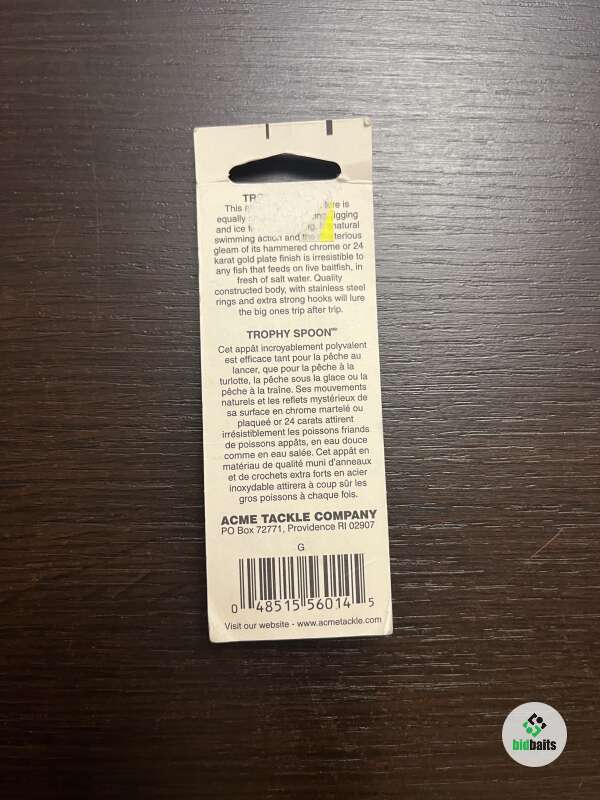 TR
This is
equally
and ice
swimming action and the
gleam of its hammered chrome or 24
karat gold plate finish is irresistible to
any fish that feeds on live baitfish, in
fresh of salt water. Quality
constructed body, with stainless steel
rings and extra strong hooks will lure
the big ones trip after trip.
TROPHY SPOON™
Cet appât incroyablement polyvalent
est efficace tant pour la pêche au
lancer, que pour la pêche à la
turlotte, la pêche sous la glace ou la
pêche à la traîne. Ses mouvements
naturels et les reflets mystérieux de
sa surface en chrome martelé ou
plaqueé or 24 carats attirent
irrésistiblement les poissons friands
de poissons appâts, en eau douce
comme en eau salée. Cet appât en
matériau de qualité muni d'anneaux
et de crochets extra forts en acier
inoxydable attirera à coup sûr les
gros poissons à chaque fois.
ACME TACKLE COMPANY
PO Box 72771, Providence RI 02907
G
0 48515 56014 5
Visit our website - www.acmetackle.com
bidbaits